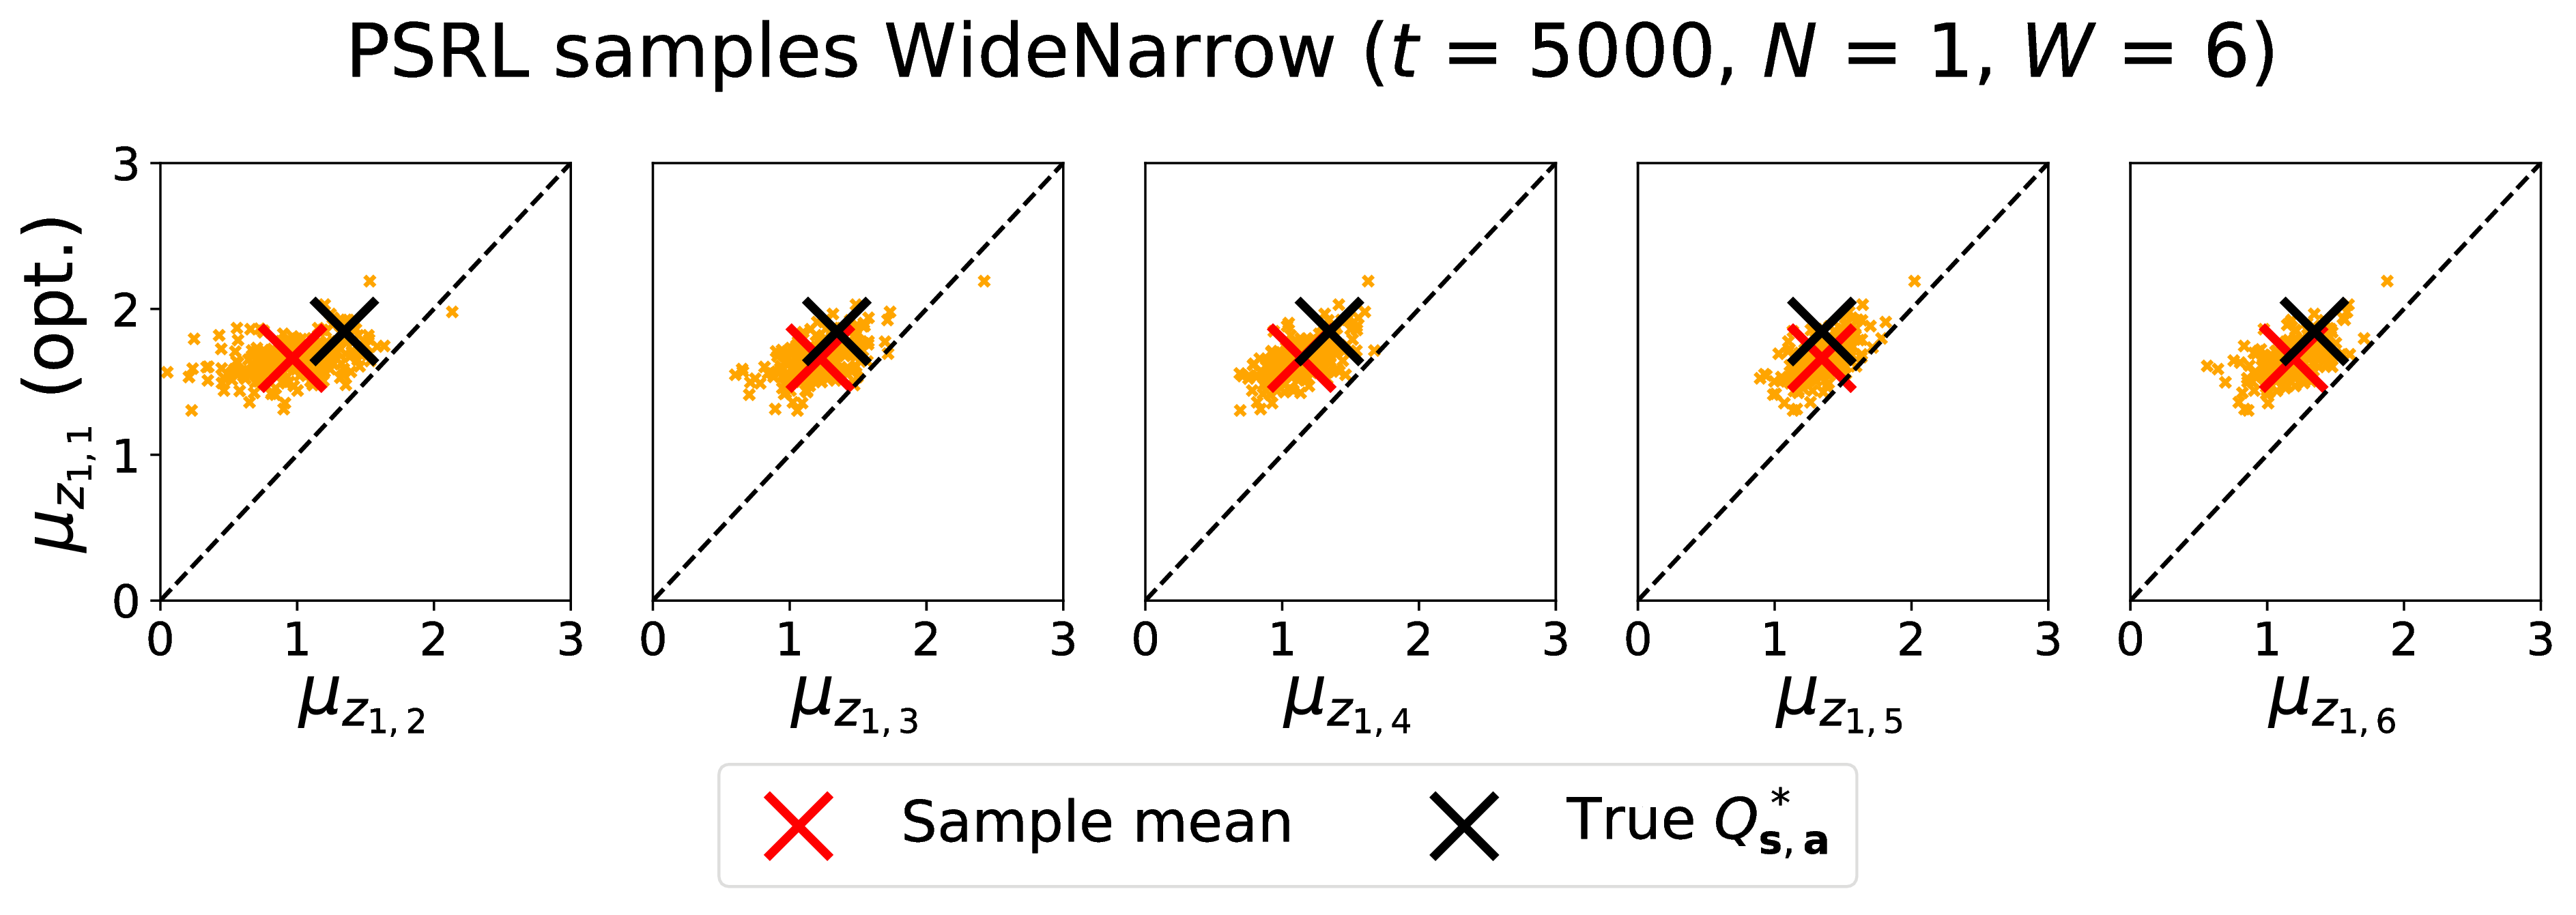 PSRL samples WideNarrow (t = 5000, N = 1, W = 6)
μz1,1 (opt.)
3
2
1
0
0 1 2 3 0 1 2 3 0 1 2 3 0 1 2 3 0 1 2 3
μz1,2 μz1,3 μz1,4 μz1,5 μz1,6
Sample mean True Q*s,a